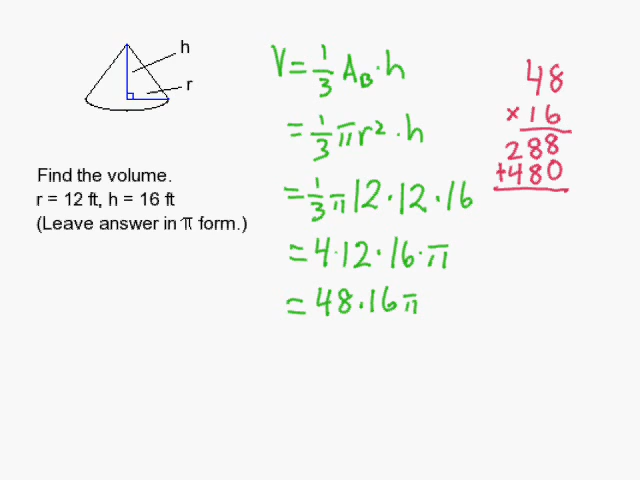 h
r
Find the volume.
r = 12 ft, h = 16 ft
(Leave answer in π form.)
V = 1/3 A_B · h
= 1/3 πr² · h
= 1/3 π 12 · 12 · 16
= 4 · 12 · 16 · π
= 48 · 16π
48
× 16
288
+480